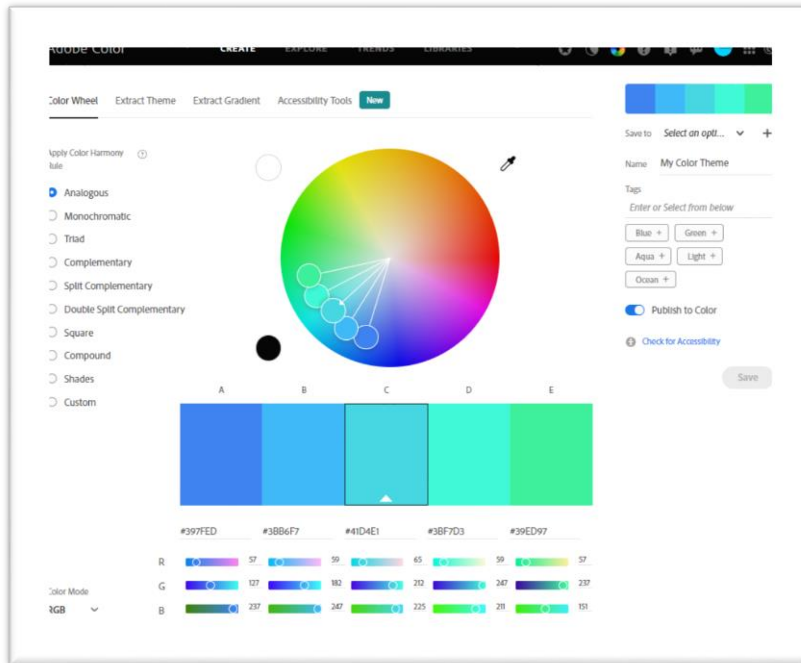 Adobe Color CREATE EXPLORE TRENDS LIBRARIES
Color Wheel Extract Theme Extract Gradient Accessibility Tools New
Apply Color Harmony
Rule
Analogous
Monochromatic
Triad
Complementary
Split Complementary
Double Split Complementary
Square
Compound
Shades
Custom
Save to Select an opti...
Name My Color Theme
Tags
Enter or Select from below
Blue + Green +
Aqua + Light +
Ocean +
Publish to Color
Check for Accessibility
Save
A B C D E
#397FED #3BB6F7 #41D4E1 #3BF7D3 #39ED97
R 57 59 65 59 57
G 127 182 212 247 237
B 237 247 225 211 151
Color Mode
RGB